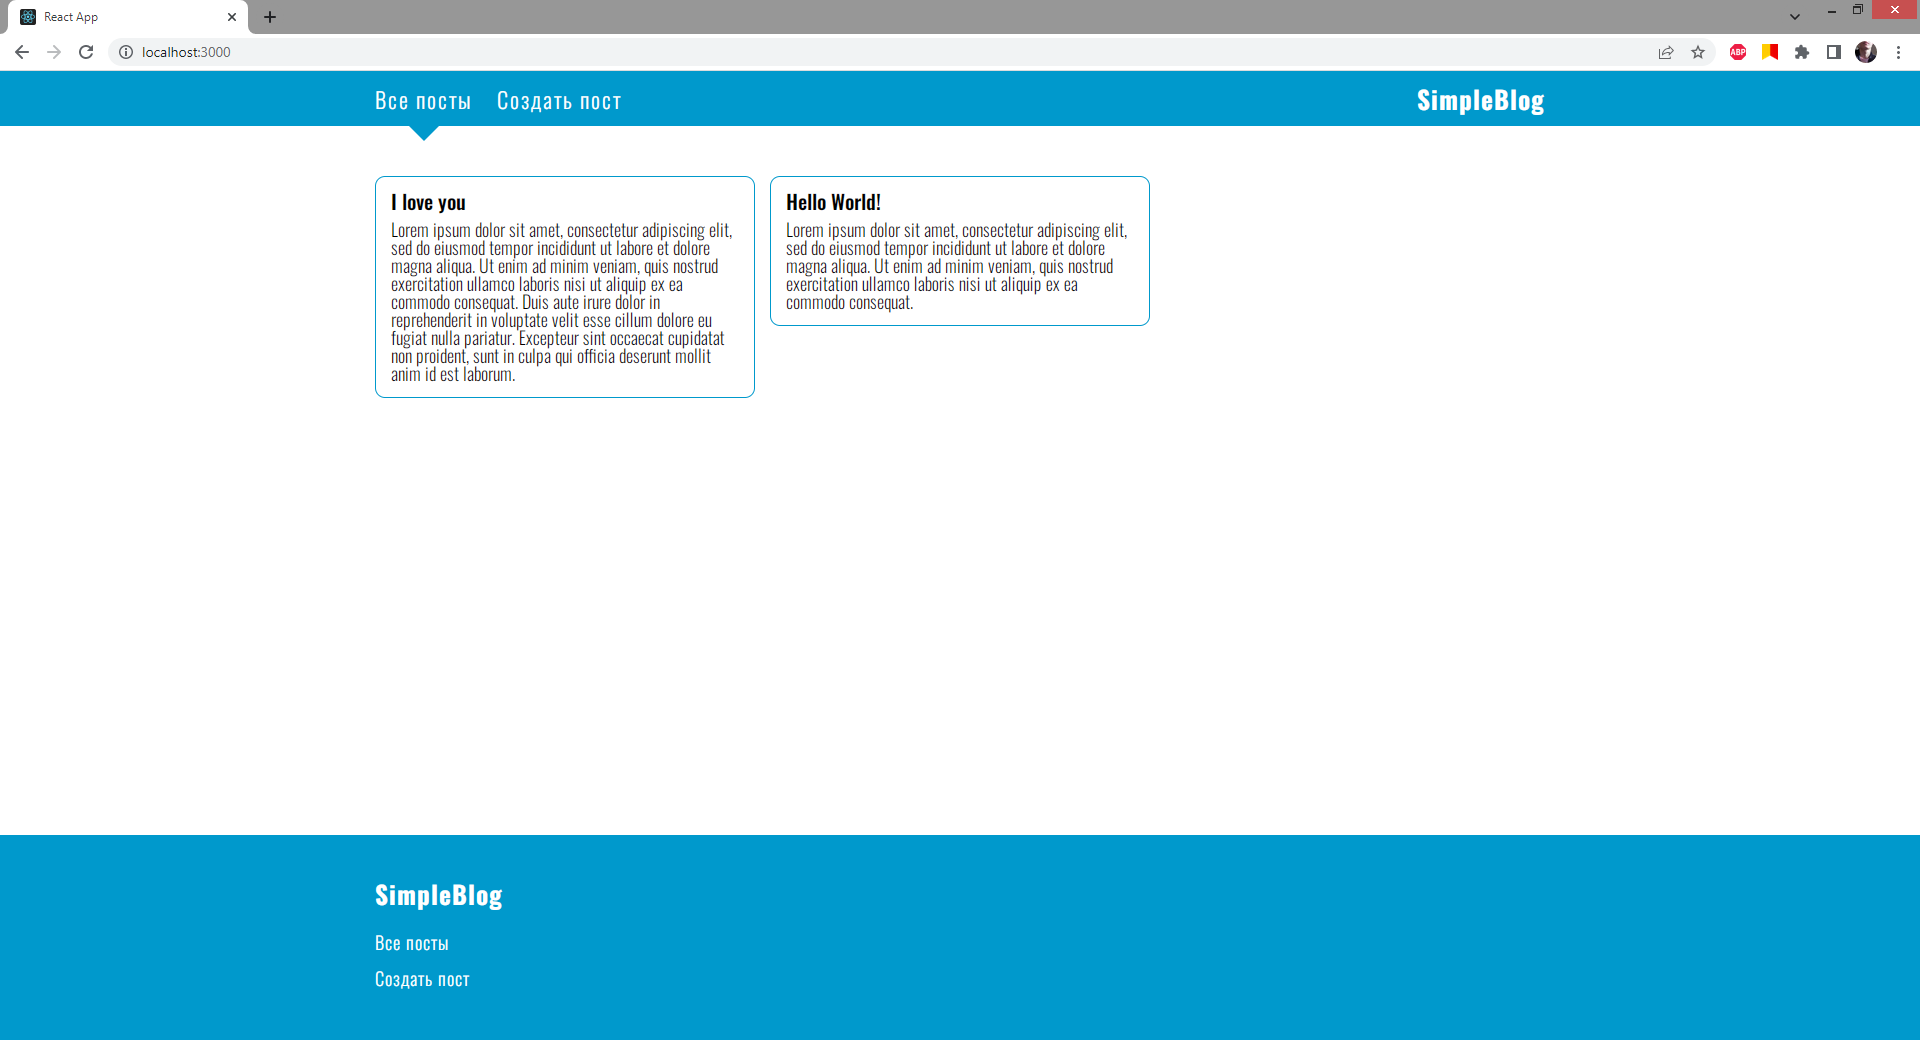 React App
localhost:3000
ABP
Все посты
Создать пост
SimpleBlog
I love you
Lorem ipsum dolor sit amet, consectetur adipiscing elit,
sed do eiusmod tempor incididunt ut labore et dolore
magna aliqua. Ut enim ad minim veniam, quis nostrud
exercitation ullamco laboris nisi ut aliquip ex ea
commodo consequat. Duis aute irure dolor in
reprehenderit in voluptate velit esse cillum dolore eu
fugiat nulla pariatur. Excepteur sint occaecat cupidatat
non proident, sunt in culpa qui officia deserunt mollit
anim id est laborum.
Hello World!
Lorem ipsum dolor sit amet, consectetur adipiscing elit,
sed do eiusmod tempor incididunt ut labore et dolore
magna aliqua. Ut enim ad minim veniam, quis nostrud
exercitation ullamco laboris nisi ut aliquip ex ea
commodo consequat.
SimpleBlog
Все посты
Создать пост